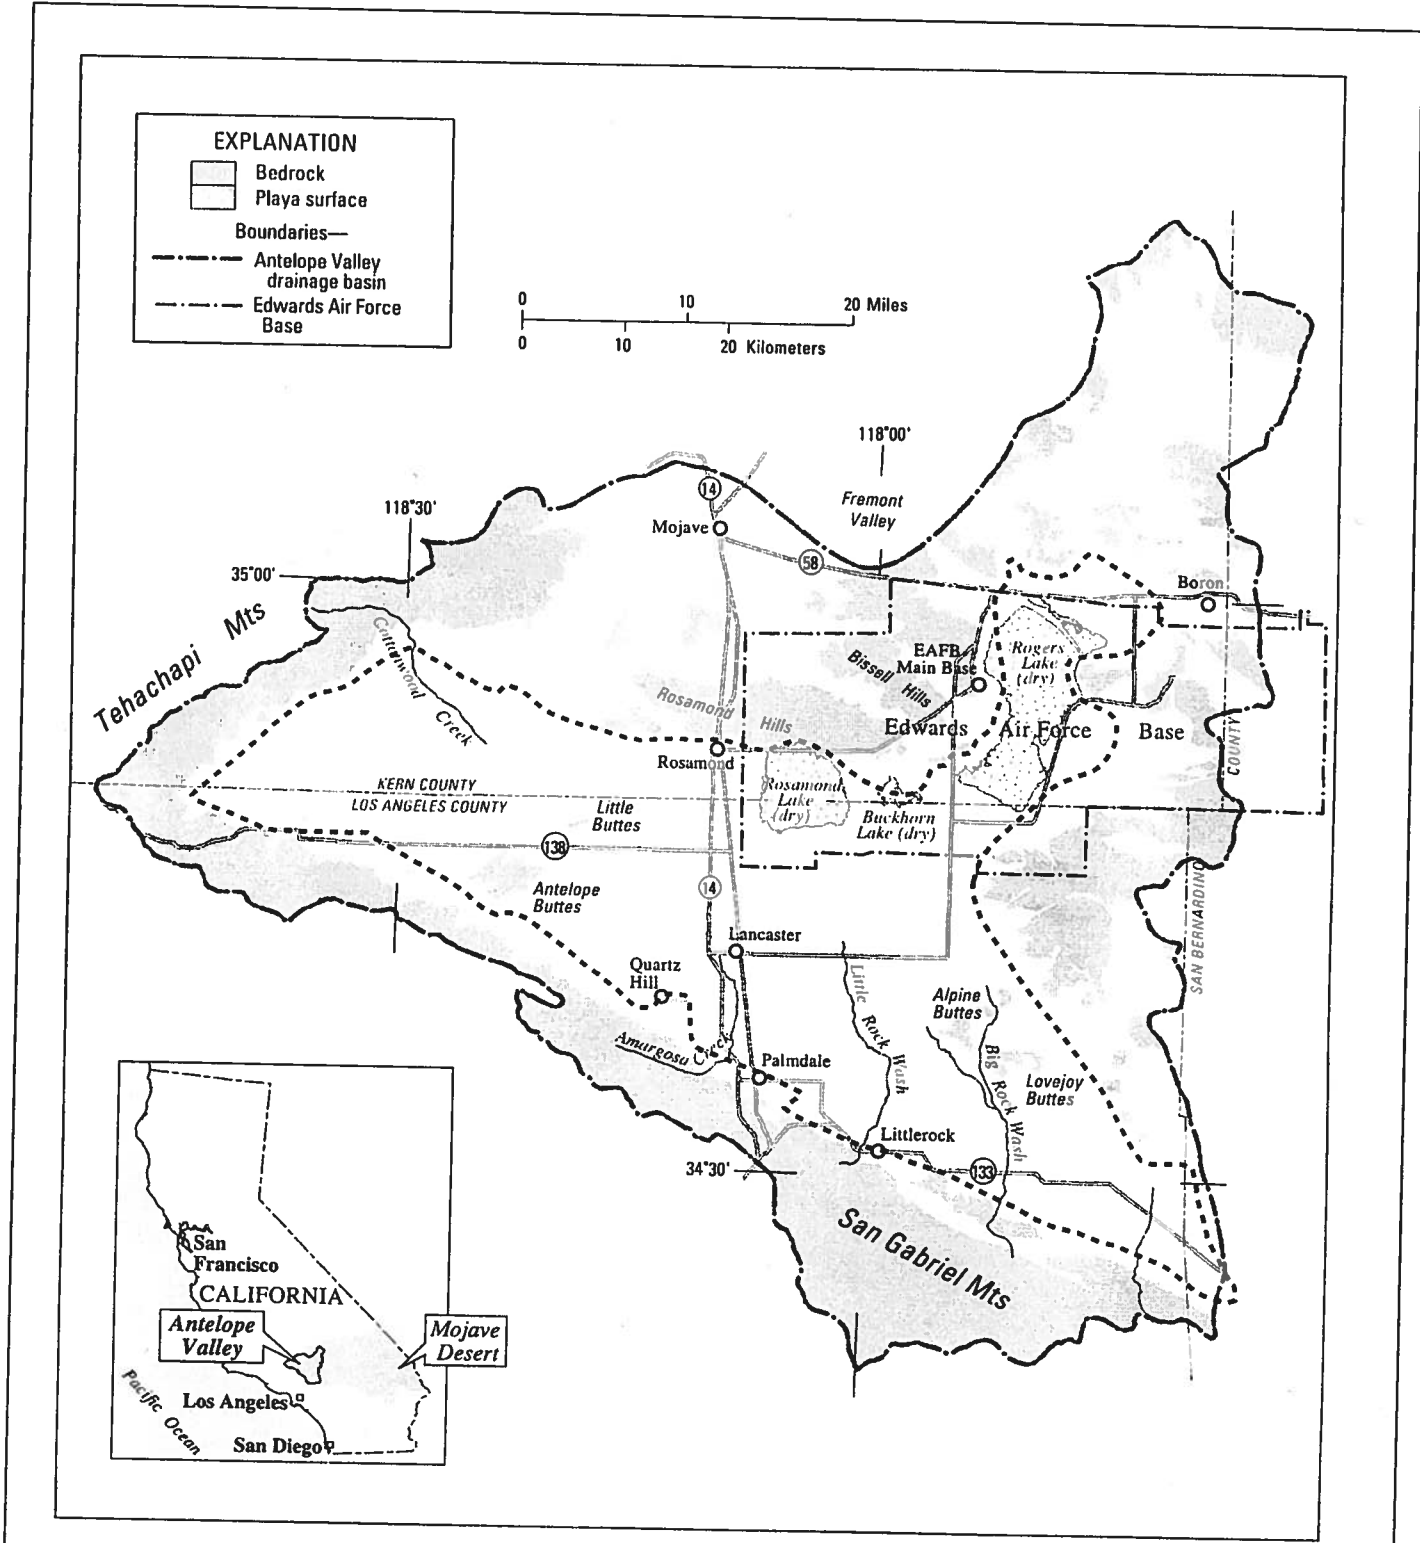 EXPLANATION
Bedrock
Playa surface
Boundaries—
Antelope Valley
drainage basin
Edwards Air Force
Base
0 10 20 Miles
0 10 20 Kilometers
118°00'
14
Fremont
Valley
118°30'
Mojave
58
35°00'
Boron
Tehachapi Mts
Cottonwood Creek
EAFB
Main Base
Rogers
Lake
(dry)
Bissell Hills
Rosamond Hills
Edwards Air Force Base
Rosamond
COUNTY
KERN COUNTY
LOS ANGELES COUNTY
Little
Buttes
Rosamond
Lake
(dry)
Buckhorn
Lake (dry)
138
14
Antelope
Buttes
SAN BERNARDINO
Lancaster
Quartz
Hill
Little Rock Wash
Alpine
Buttes
Amargosa Creek
Palmdale
Big Rock Wash
Lovejoy
Buttes
Littlerock
34°30'
133
San Gabriel Mts
San
Francisco
CALIFORNIA
Antelope
Valley
Mojave
Desert
Pacific Ocean
Los Angeles
San Diego